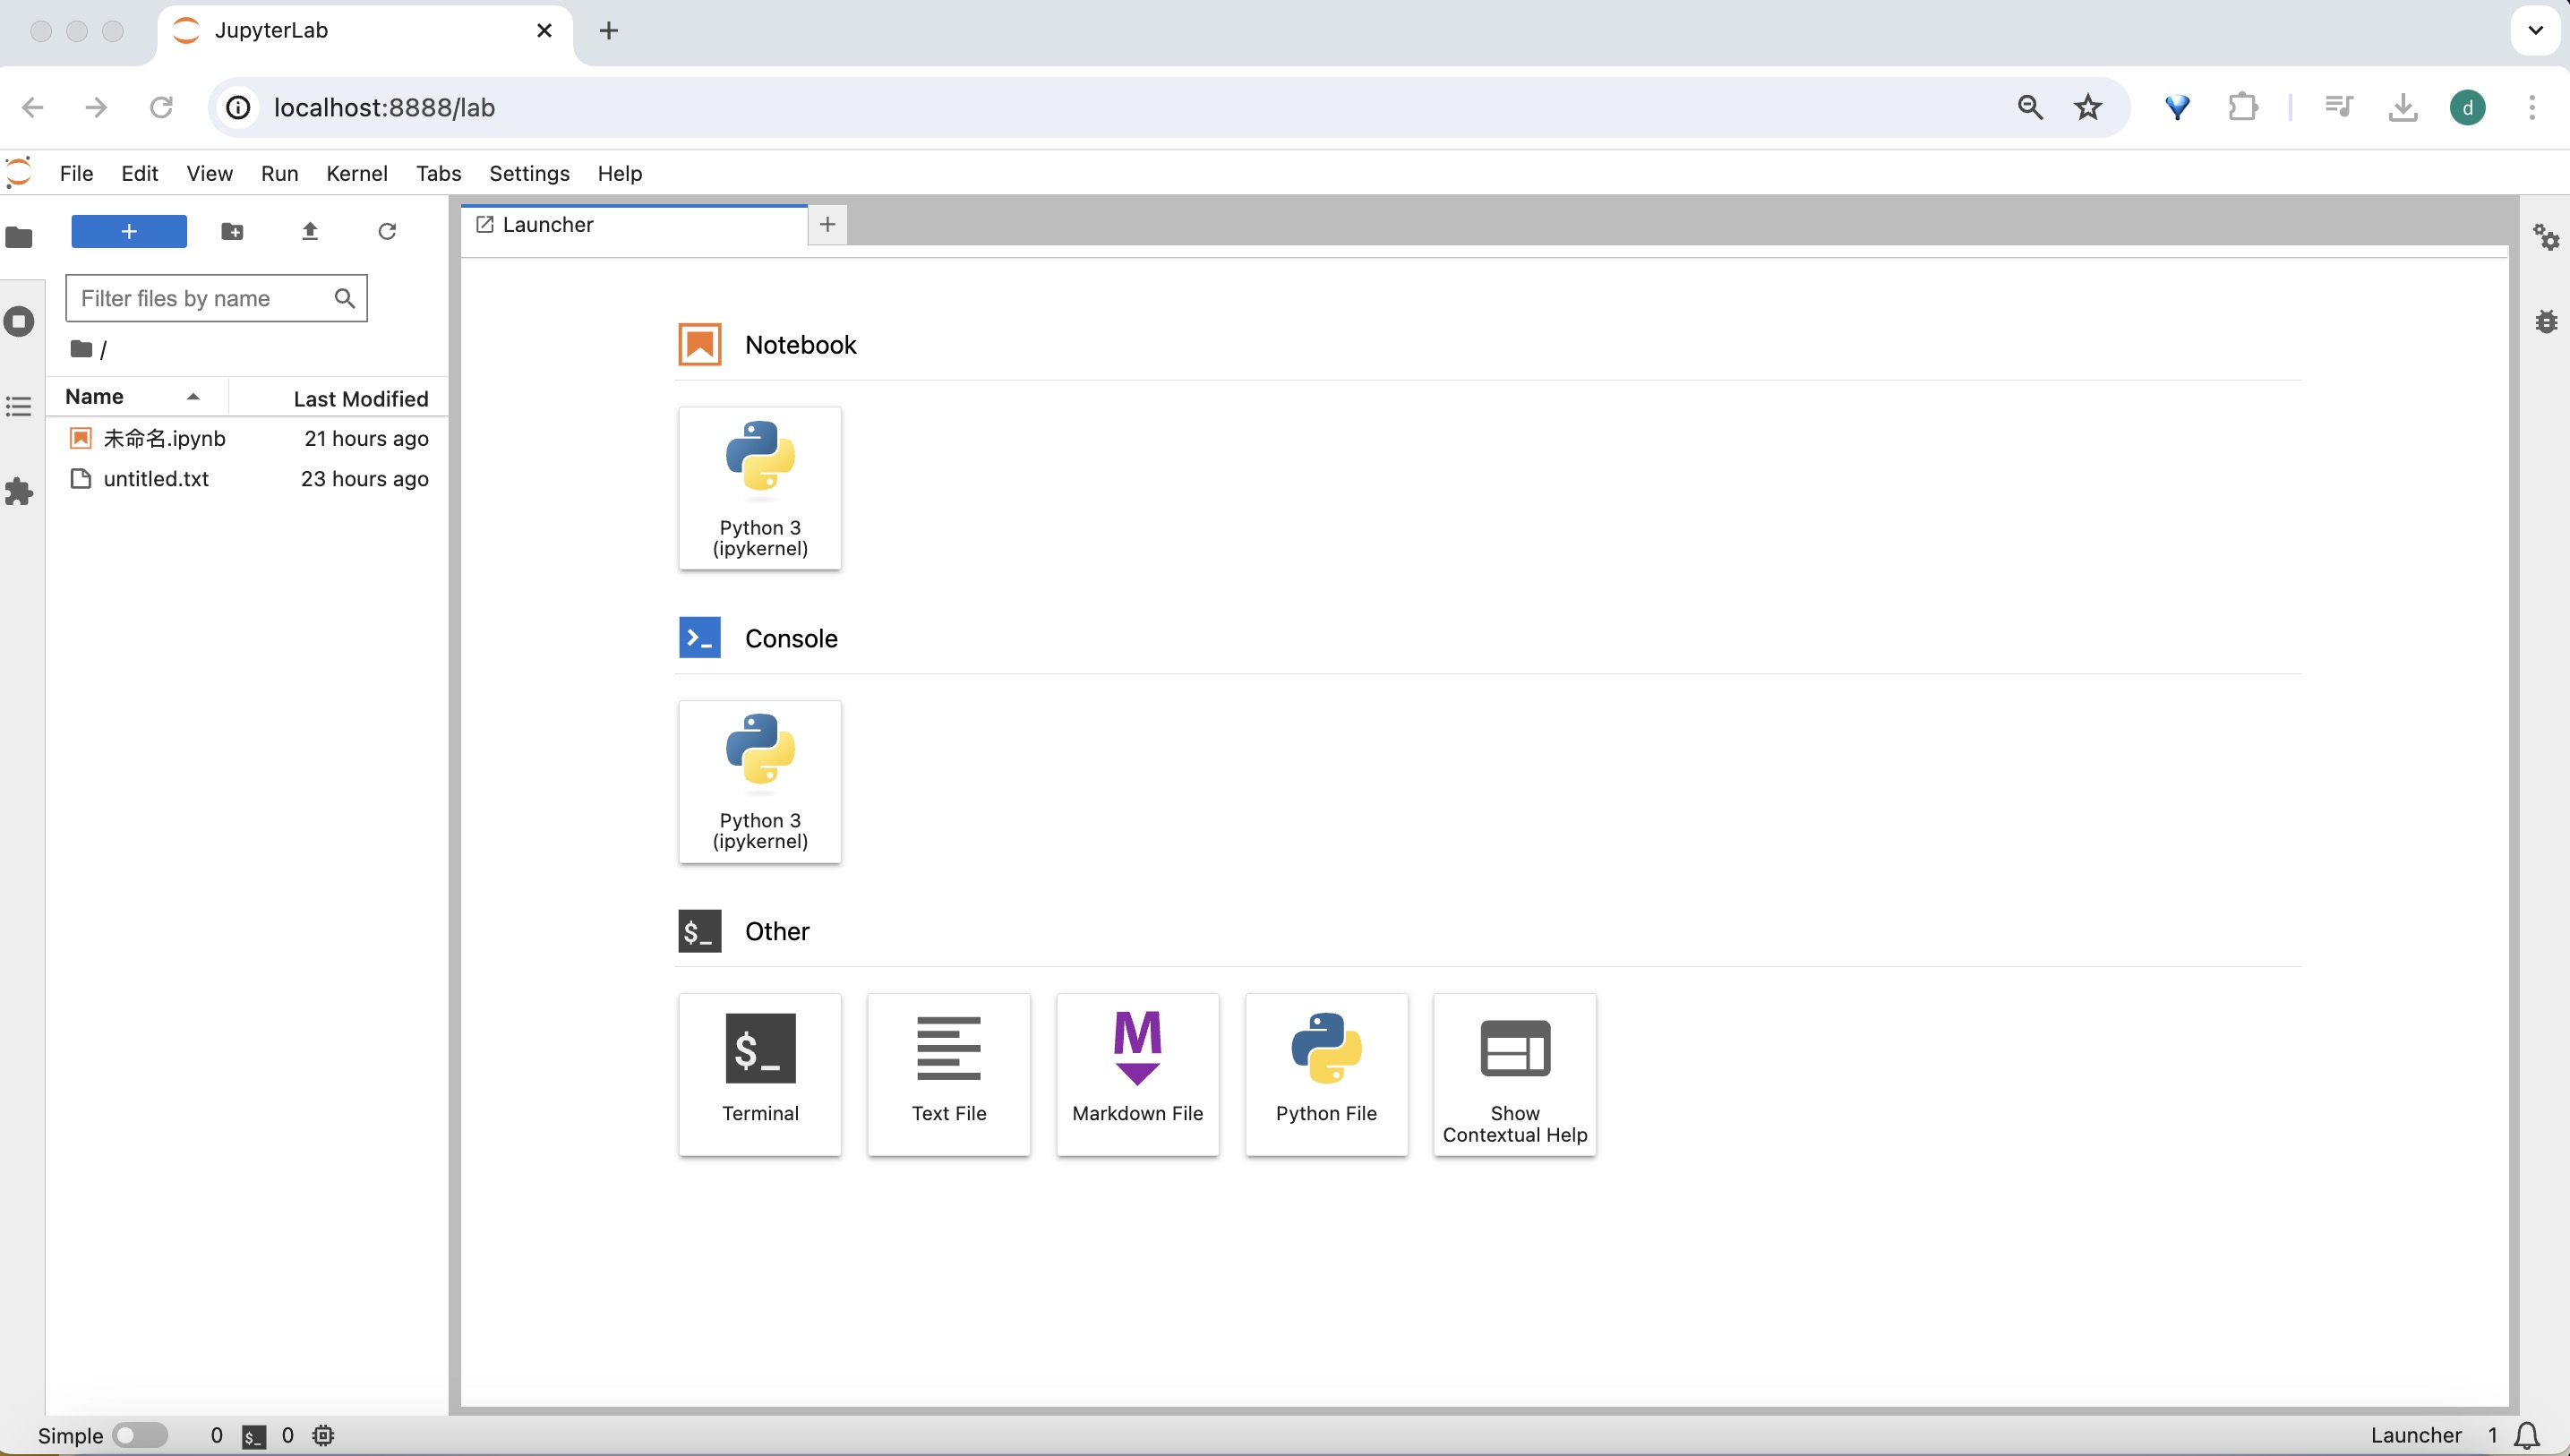 JupyterLab
localhost:8888/lab
d
File Edit View Run Kernel Tabs Settings Help
Launcher
Filter files by name
/
Name Last Modified
未命名.ipynb 21 hours ago
untitled.txt 23 hours ago
Notebook
Python 3
(ipykernel)
Console
Python 3
(ipykernel)
$_ Other
$_
Terminal
Text File
M
Markdown File
Python File
Show
Contextual Help
Simple 0 $_ 0 Launcher 1